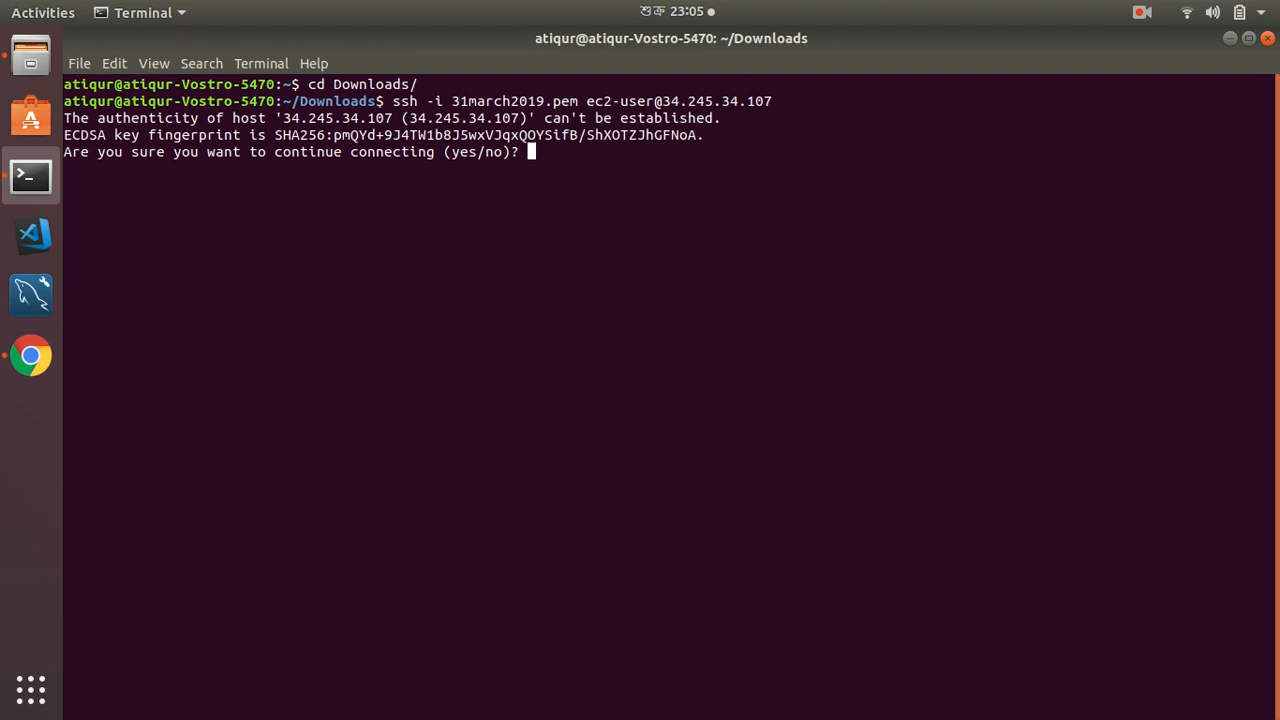 Activities Terminal শুক্র 23:05
atiqur@atiqur-Vostro-5470: ~/Downloads
File Edit View Search Terminal Help
atiqur@atiqur-Vostro-5470:~$ cd Downloads/
atiqur@atiqur-Vostro-5470:~/Downloads$ ssh -i 31march2019.pem ec2-user@34.245.34.107
The authenticity of host '34.245.34.107 (34.245.34.107)' can't be established.
ECDSA key fingerprint is SHA256:pmQYd+9J4TW1b8J5wxVJqxQOYSifB/ShXOTZJhGFNoA.
Are you sure you want to continue connecting (yes/no)?